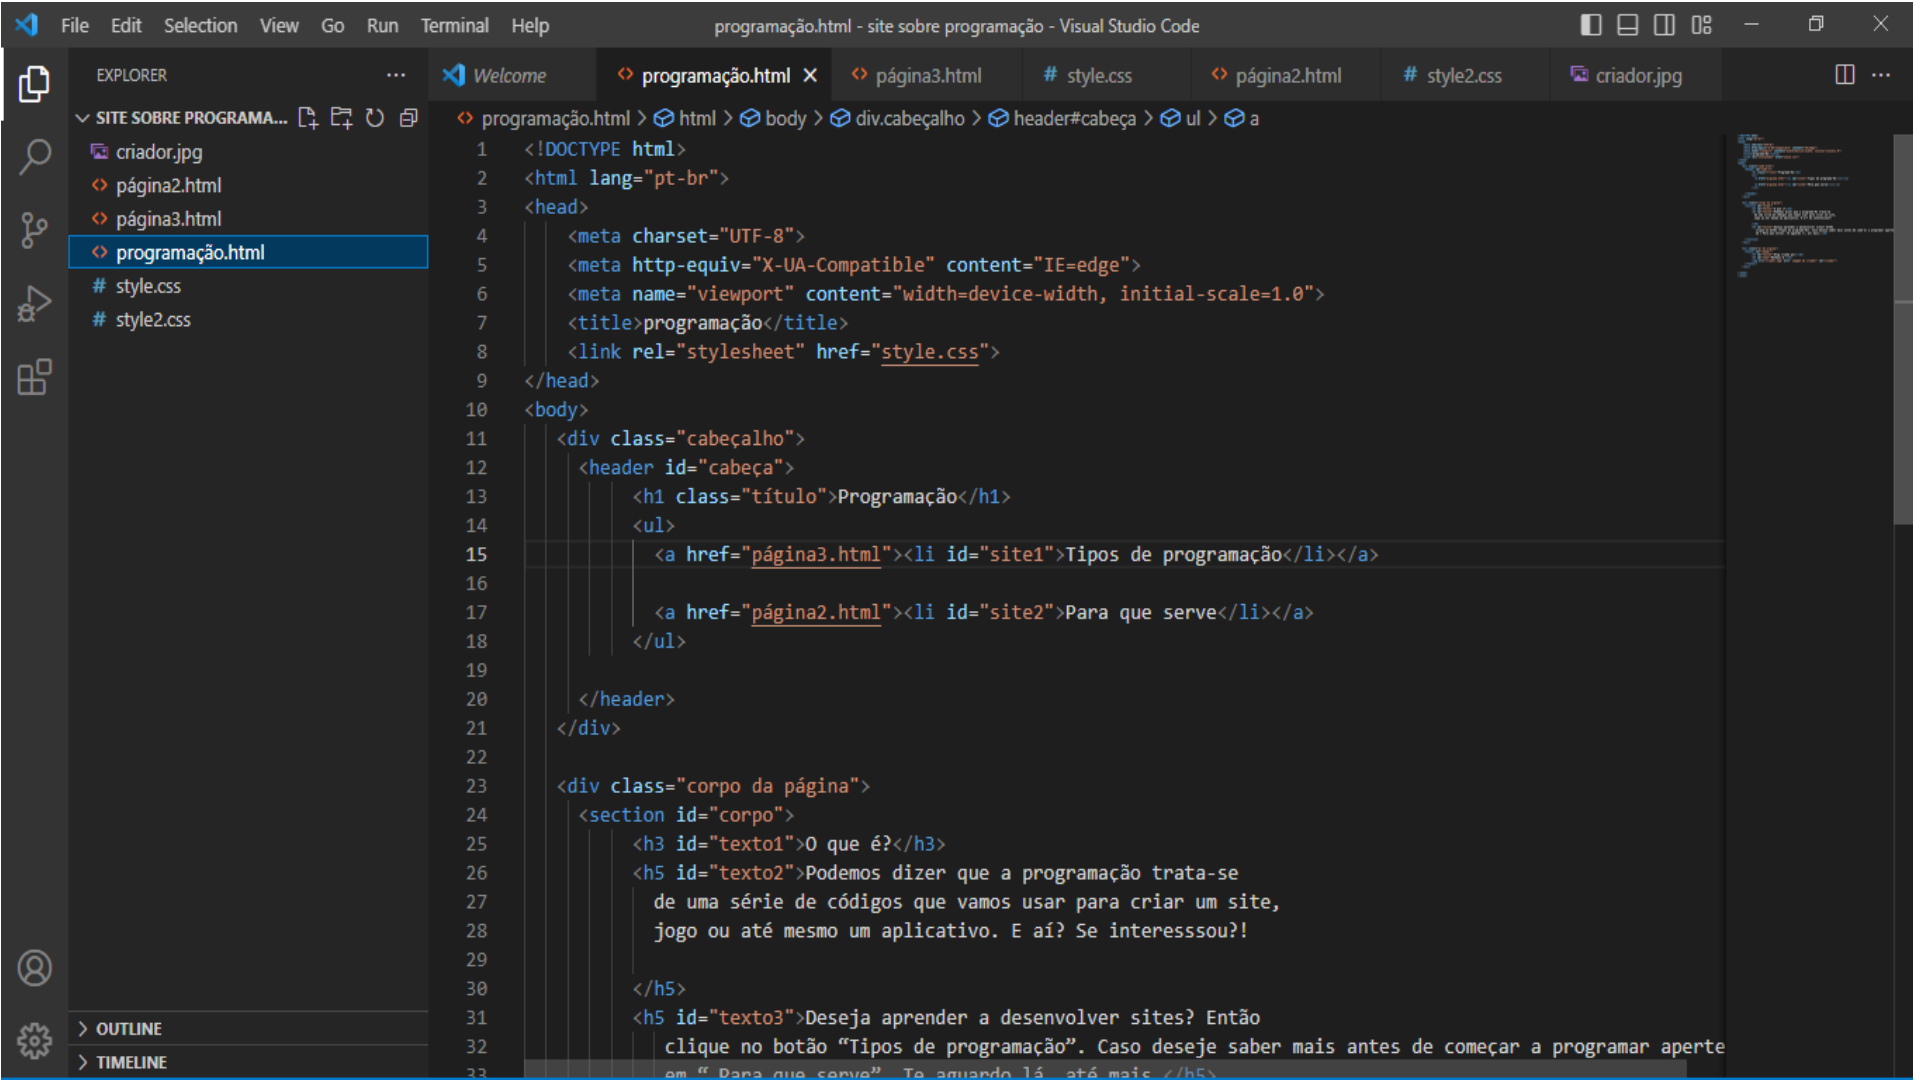 File Edit Selection View Go Run Terminal Help programação.html - site sobre programação - Visual Studio Code
EXPLORER
Welcome programação.html página3.html # style.css página2.html # style2.css criador.jpg
SITE SOBRE PROGRAMA...
programação.html > html > body > div.cabeçalho > header#cabeça > ul > a
criador.jpg
página2.html
página3.html
programação.html
# style.css
# style2.css
1 <!DOCTYPE html>
2 <html lang="pt-br">
3 <head>
4 <meta charset="UTF-8">
5 <meta http-equiv="X-UA-Compatible" content="IE=edge">
6 <meta name="viewport" content="width=device-width, initial-scale=1.0">
7 <title>programação</title>
8 <link rel="stylesheet" href="style.css">
9 </head>
10 <body>
11 <div class="cabeçalho">
12 <header id="cabeça">
13 <h1 class="título">Programação</h1>
14 <ul>
15 <a href="página3.html"><li id="site1">Tipos de programação</li></a>
16
17 <a href="página2.html"><li id="site2">Para que serve</li></a>
18 </ul>
19
20 </header>
21 </div>
22
23 <div class="corpo da página">
24 <section id="corpo">
25 <h3 id="texto1">O que é?</h3>
26 <h5 id="texto2">Podemos dizer que a programação trata-se
27 de uma série de códigos que vamos usar para criar um site,
28 jogo ou até mesmo um aplicativo. E aí? Se interesssou?!
29
30 </h5>
31 <h5 id="texto3">Deseja aprender a desenvolver sites? Então
32 clique no botão “Tipos de programação”. Caso deseje saber mais antes de começar a programar aperte
33 em “ Para que serve”. Te aguardo lá, até mais.</h5>
OUTLINE
TIMELINE